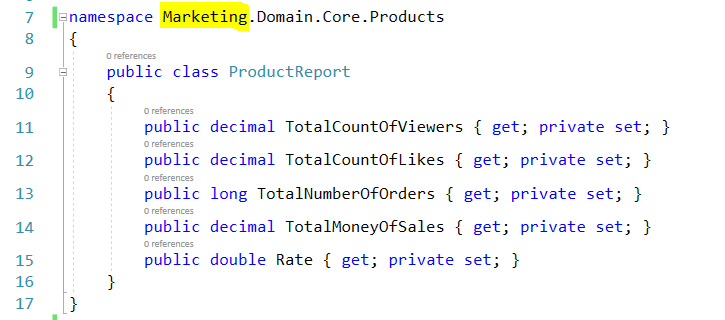 7 namespace Marketing.Domain.Core.Products
8 {
0 references
9 public class ProductReport
10 {
0 references
11 public decimal TotalCountOfViewers { get; private set; }
0 references
12 public decimal TotalCountOfLikes { get; private set; }
0 references
13 public long TotalNumberOfOrders { get; private set; }
0 references
14 public decimal TotalMoneyOfSales { get; private set; }
0 references
15 public double Rate { get; private set; }
16 }
17 }